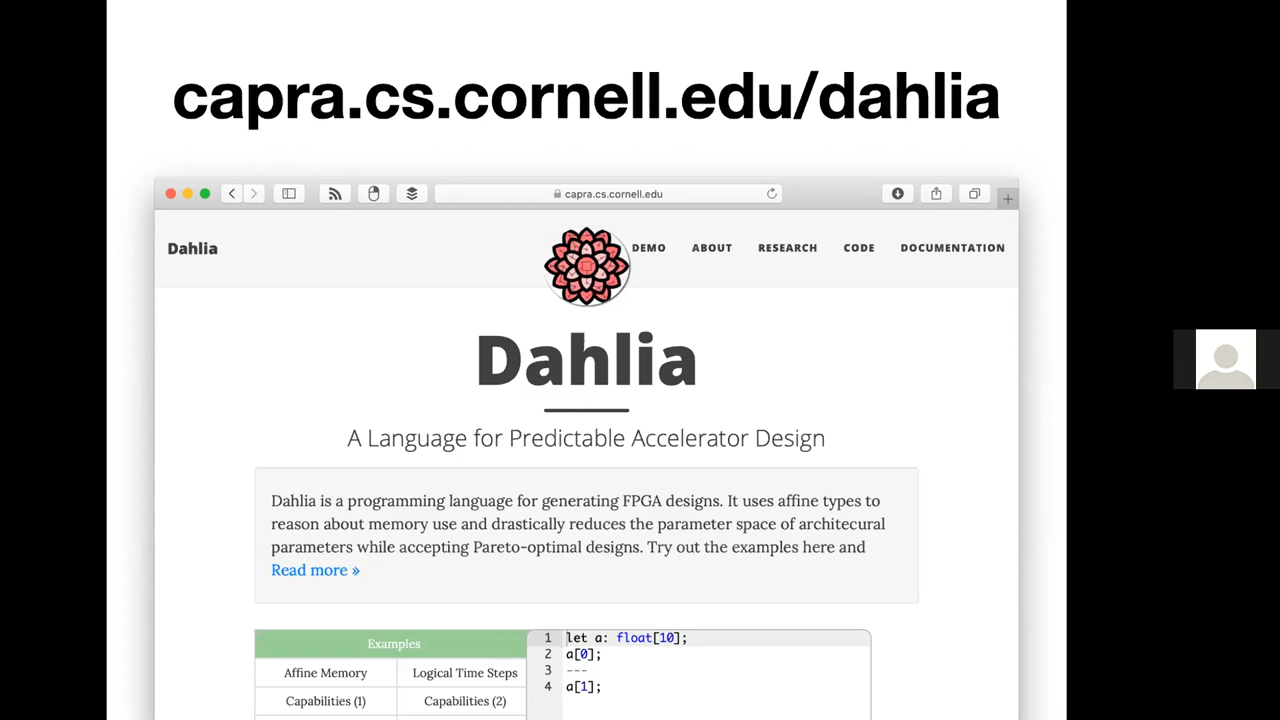 capra.cs.cornell.edu/dahlia
capra.cs.cornell.edu
Dahlia
DEMO
ABOUT
RESEARCH
CODE
DOCUMENTATION
Dahlia
A Language for Predictable Accelerator Design
Dahlia is a programming language for generating FPGA designs. It uses affine types to
reason about memory use and drastically reduces the parameter space of architecural
parameters while accepting Pareto-optimal designs. Try out the examples here and
Read more »
Examples
Affine Memory
Logical Time Steps
Capabilities (1)
Capabilities (2)
1 let a: float[10];
2 a[0];
3 ---
4 a[1];